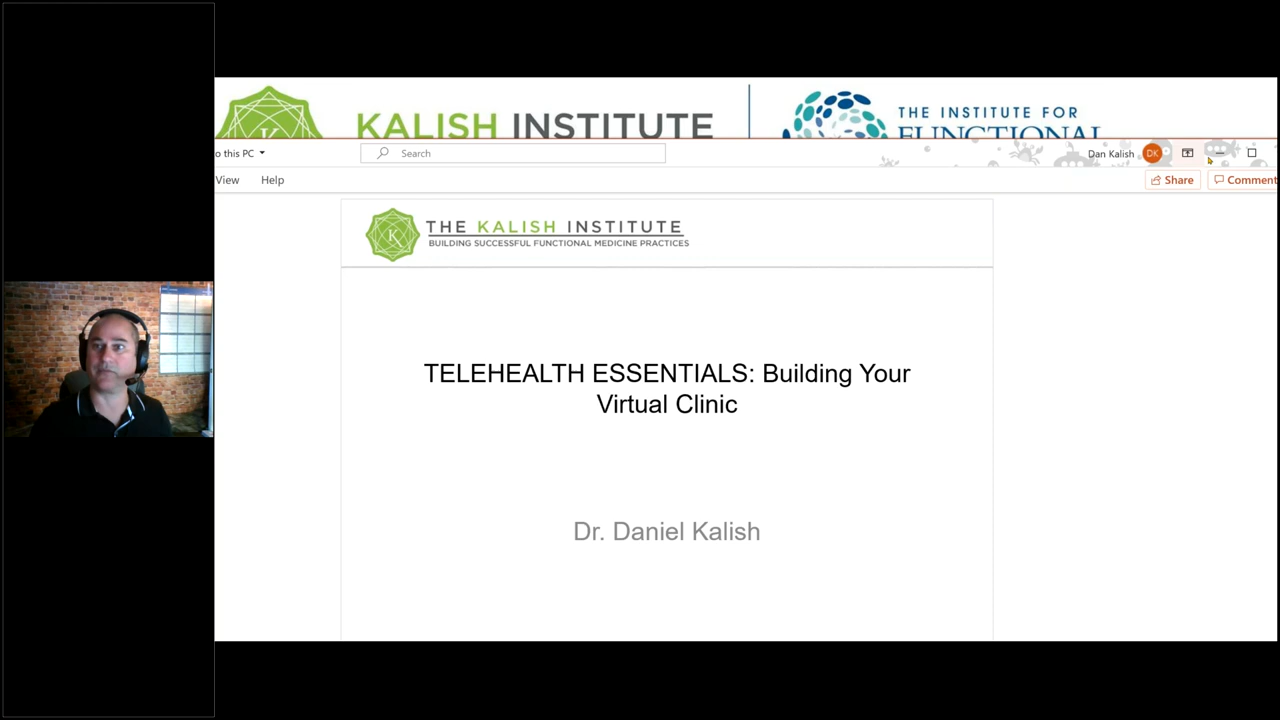 KALISH INSTITUTE
THE INSTITUTE FOR
FUNCTIONAL
o this PC
Search
Dan Kalish
DK
View
Help
Share
Comment
K
THE KALISH INSTITUTE
BUILDING SUCCESSFUL FUNCTIONAL MEDICINE PRACTICES
TELEHEALTH ESSENTIALS: Building Your
Virtual Clinic
Dr. Daniel Kalish